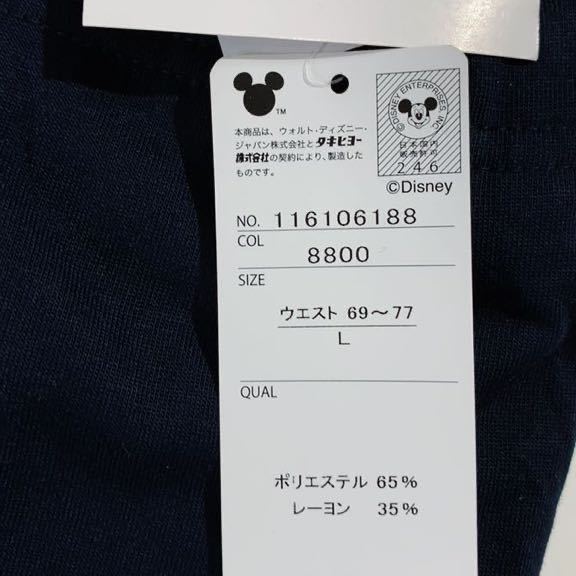 TM
本商品は、ウォルト・ディズニー・
ジャパン株式会社とタキヒヨー
株式会社の契約により、製造した
ものです。
©DISNEY ENTERPRISES, INC.
日本国内
販売許可
246
©Disney
NO. 116106188
COL
8800
SIZE
ウエスト 69～77
L
QUAL
ポリエステル 65%
レーヨン 35%